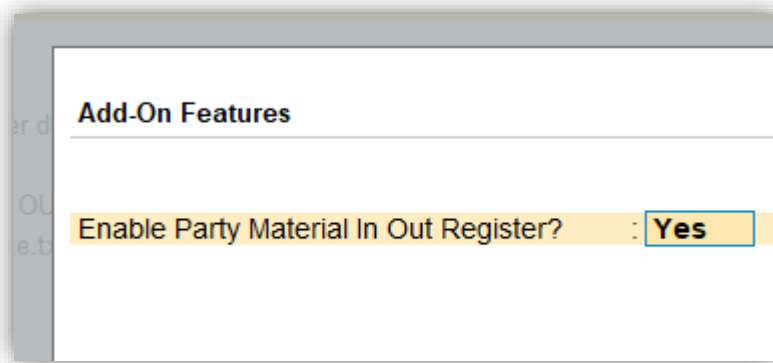 Add-On Features
Enable Party Material In Out Register? : Yes